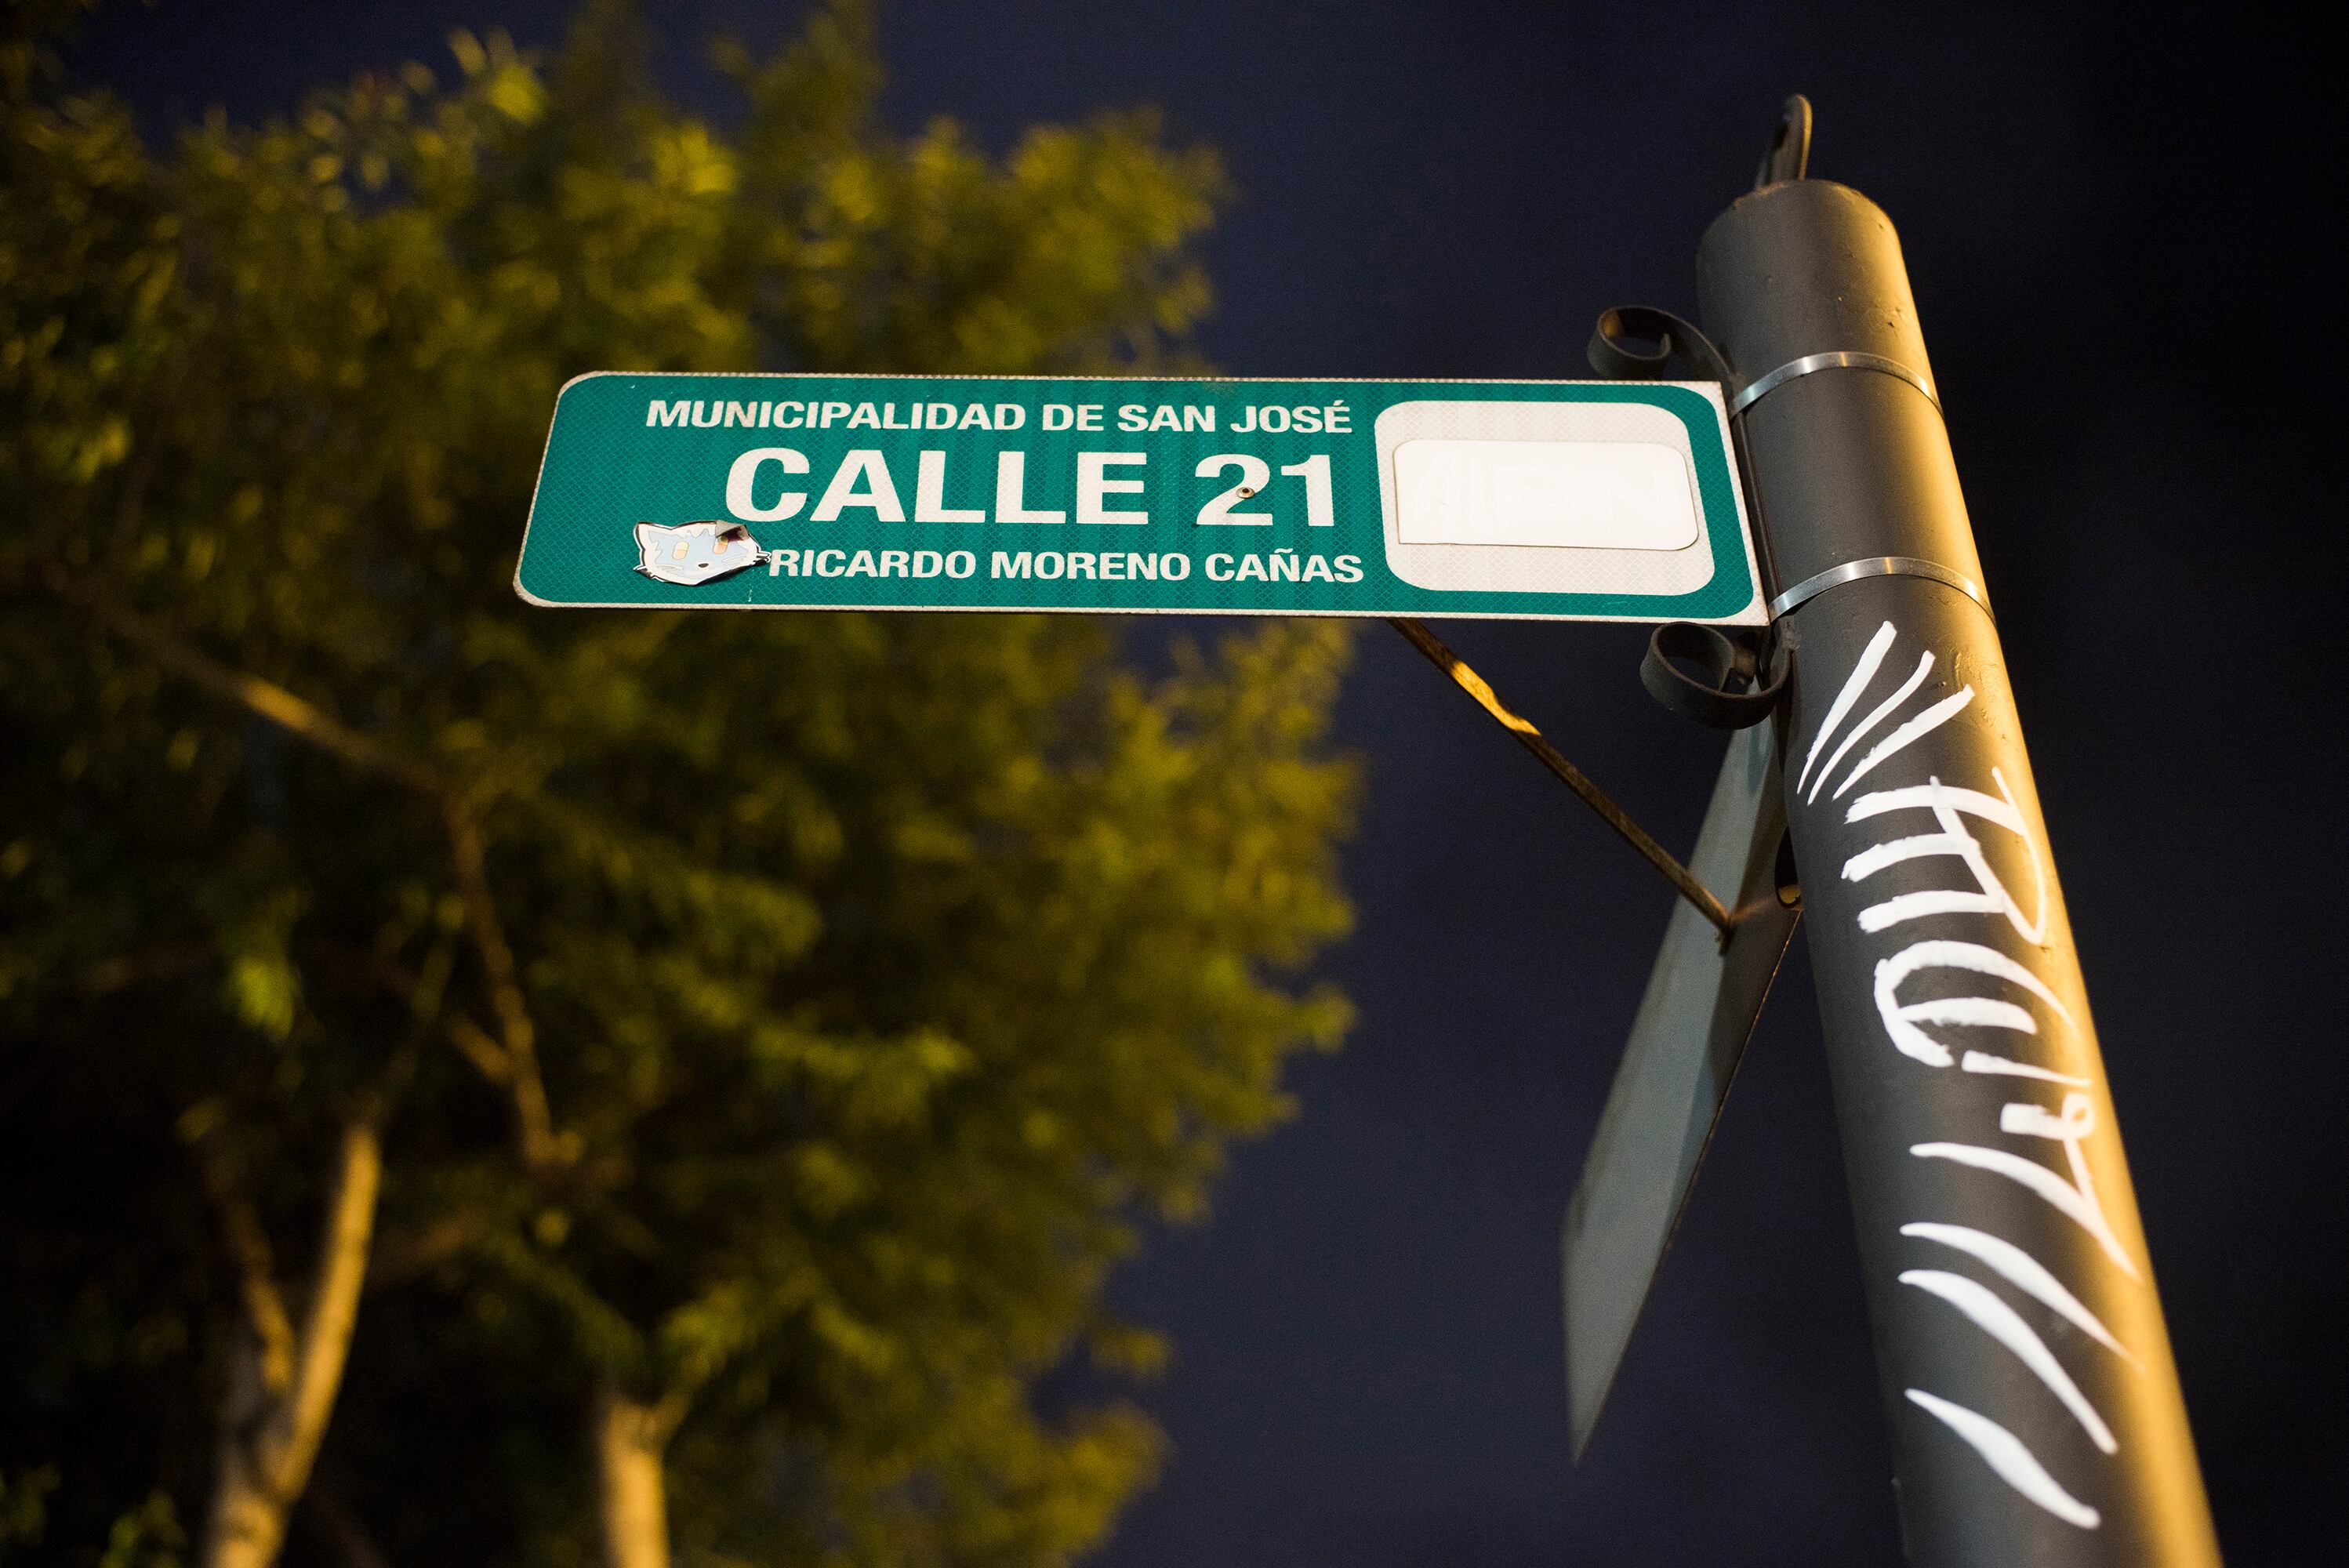 MUNICIPALIDAD DE SAN JOSÉ
CALLE 21
RICARDO MORENO CAÑAS